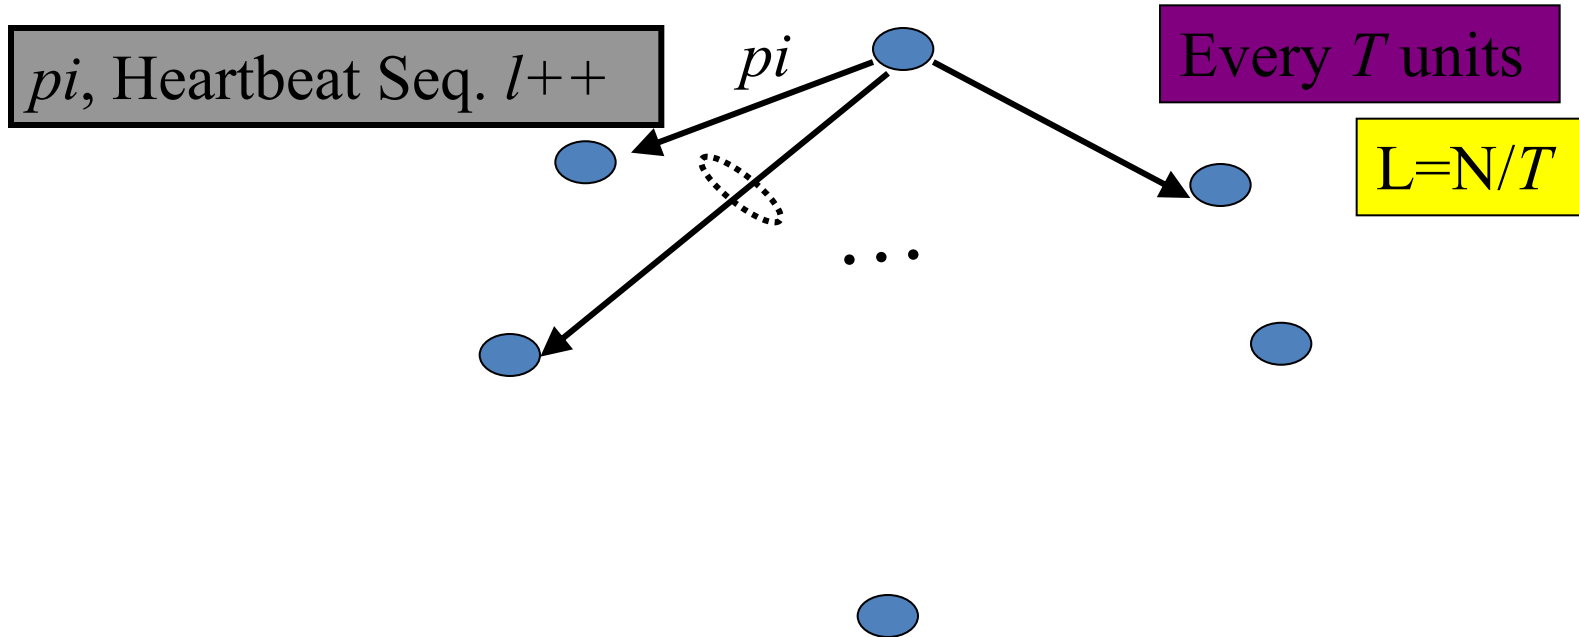 pi, Heartbeat Seq. l++
pi
Every T units
L=N/T
...